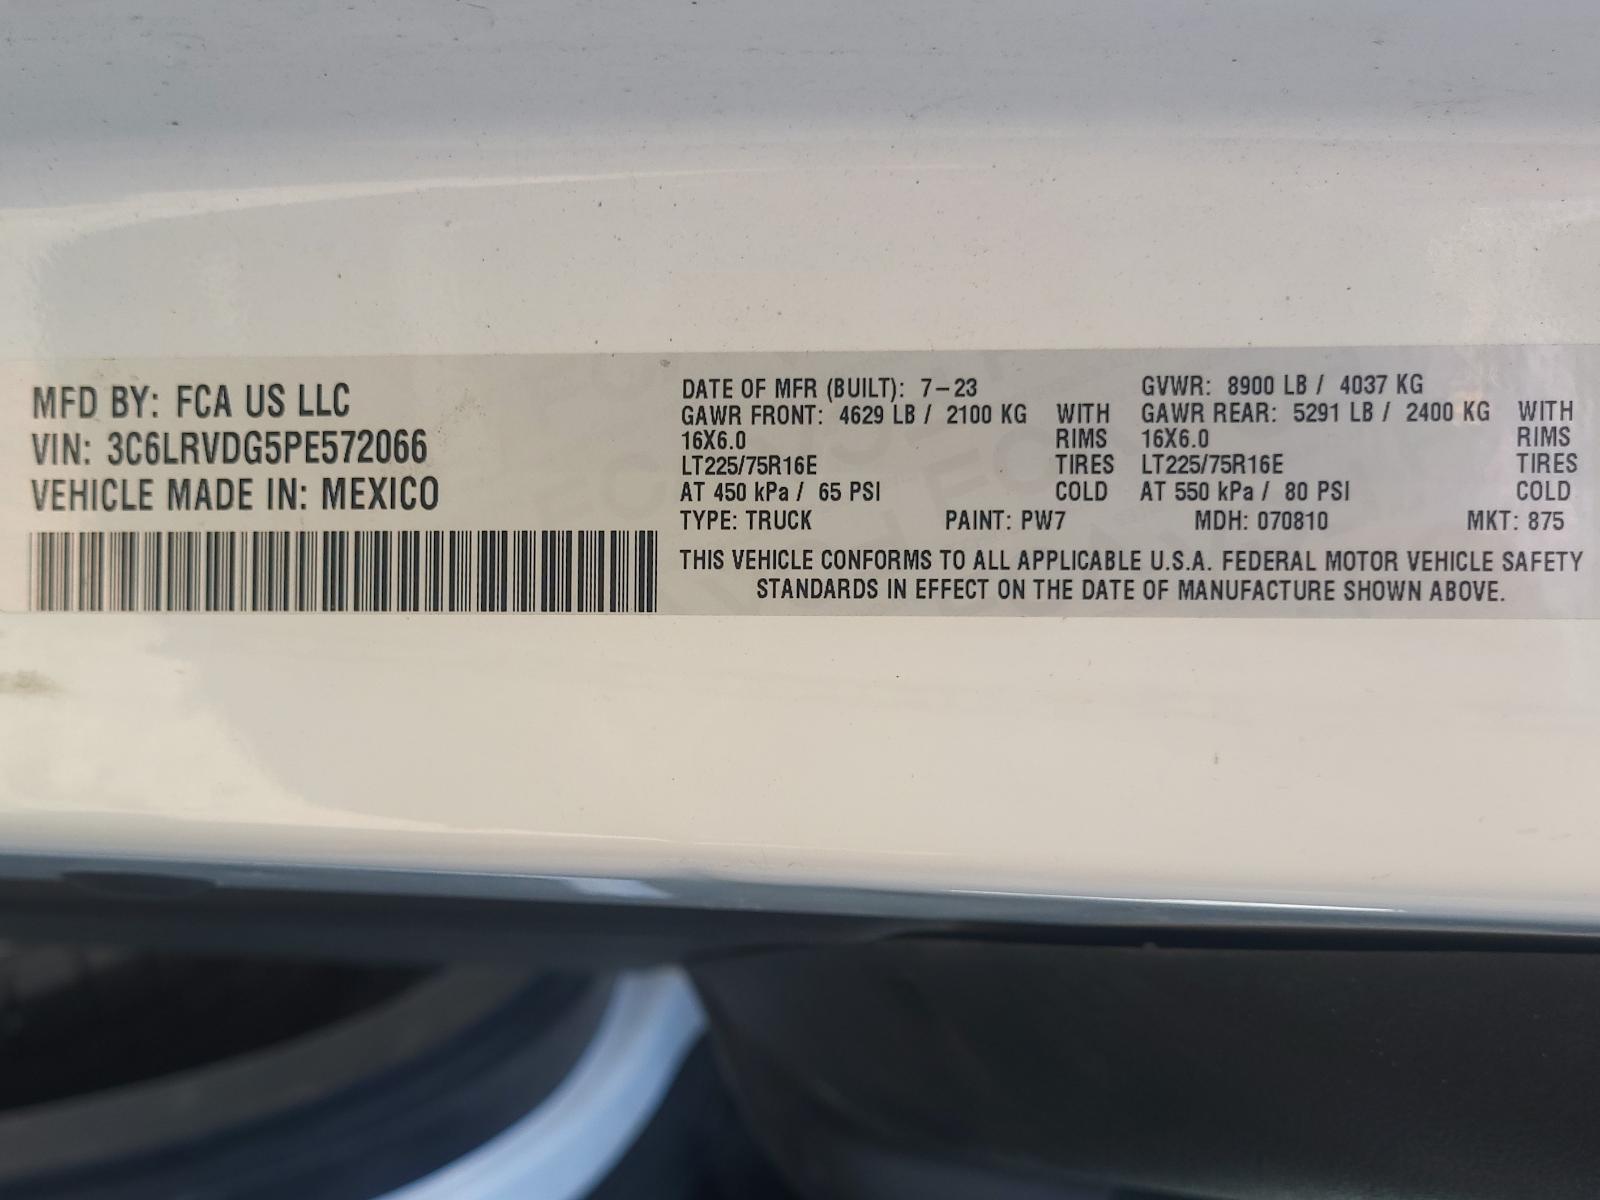 MFD BY: FCA US LLC
VIN: 3C6LRVDG5PE572066
VEHICLE MADE IN: MEXICO
DATE OF MFR (BUILT): 7-23 GVWR: 8900 LB / 4037 KG
GAWR FRONT: 4629 LB / 2100 KG WITH GAWR REAR: 5291 LB / 2400 KG WITH
16X6.0 RIMS 16X6.0 RIMS
LT225/75R16E TIRES LT225/75R16E TIRES
AT 450 kPa / 65 PSI COLD AT 550 kPa / 80 PSI COLD
TYPE: TRUCK PAINT: PW7 MDH: 070810 MKT: 875
THIS VEHICLE CONFORMS TO ALL APPLICABLE U.S.A. FEDERAL MOTOR VEHICLE SAFETY
STANDARDS IN EFFECT ON THE DATE OF MANUFACTURE SHOWN ABOVE.